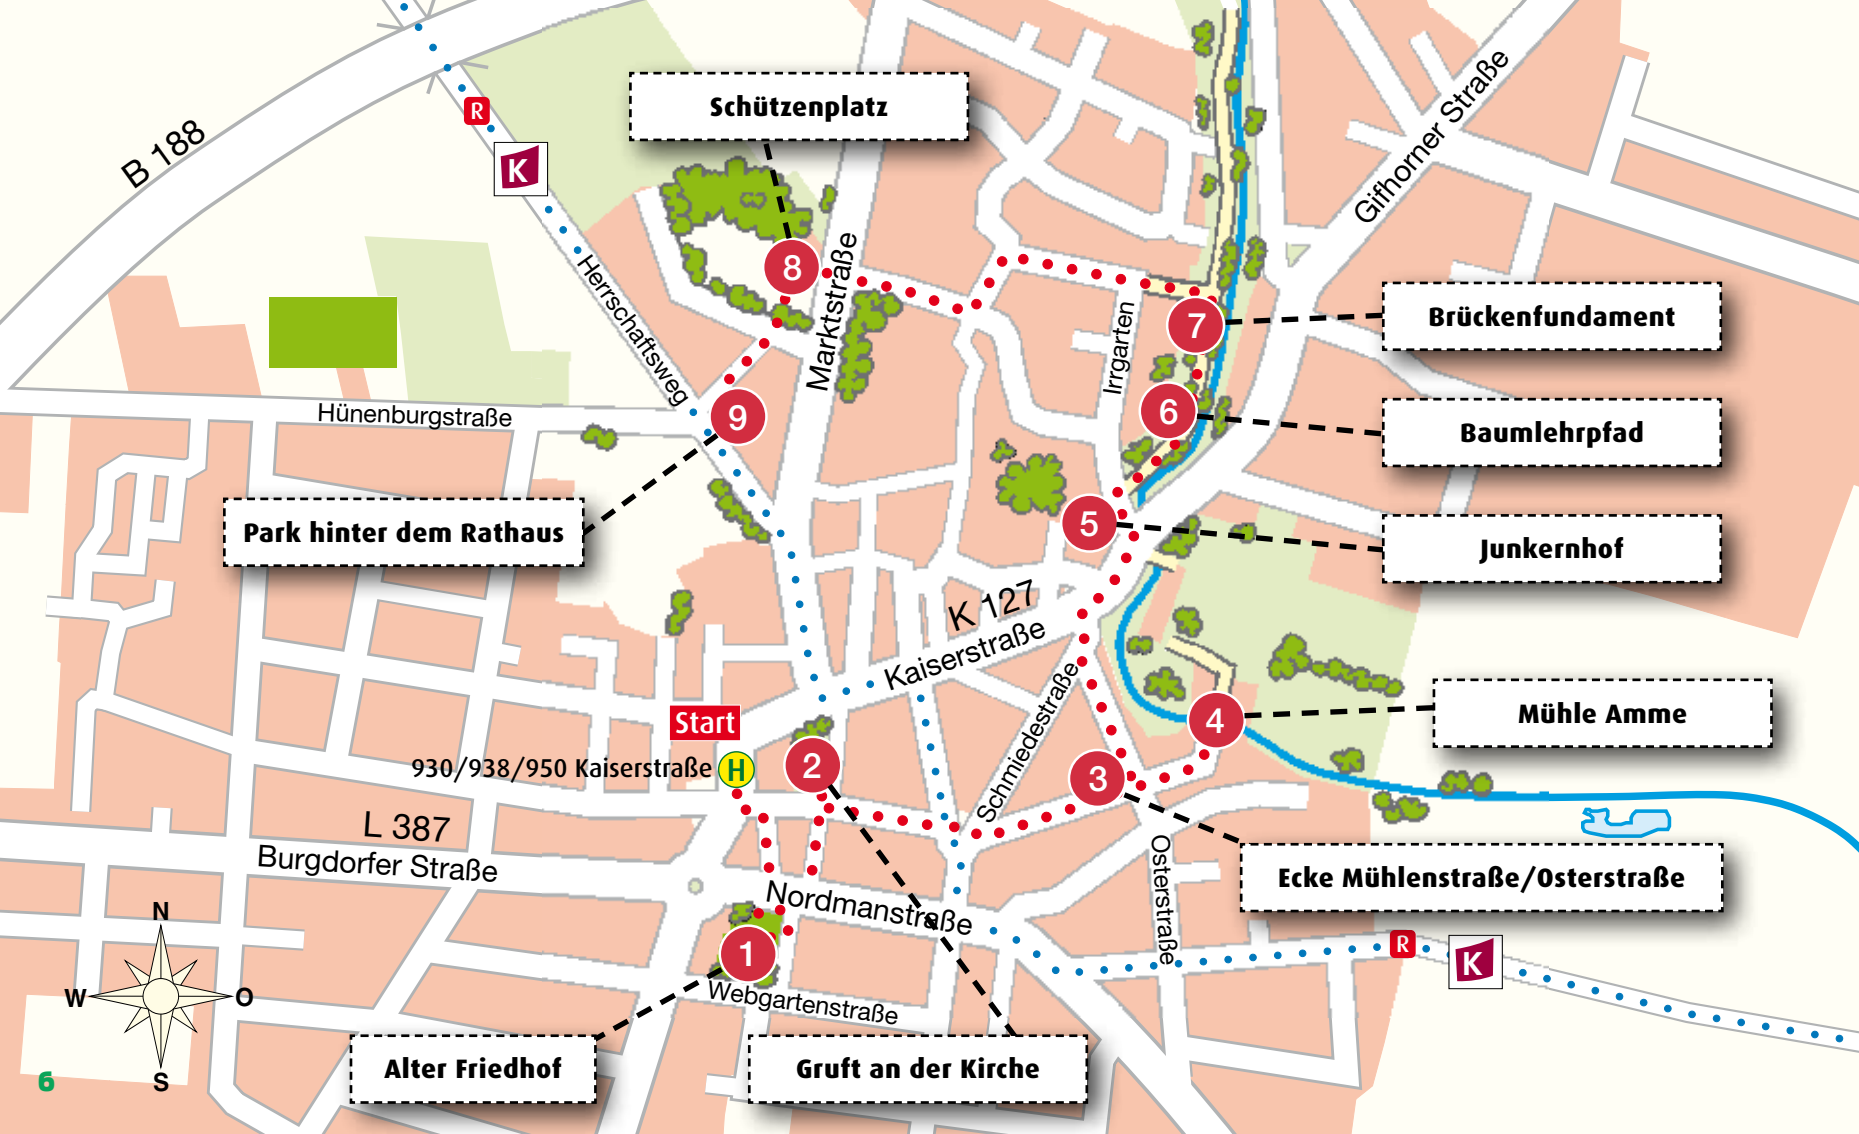 B 188
R
K
Schützenplatz
Gifhorner Straße
8
Marktstraße
Herrschaftsweg
Irrgarten
7
Brückenfundament
Hünenburgstraße
9
6
Baumlehrpfad
Park hinter dem Rathaus
5
Junkernhof
K 127
Kaiserstraße
Schmiedestraße
Start
930/938/950 Kaiserstraße H
2
4
Mühle Amme
3
L 387
Burgdorfer Straße
Osterstraße
Ecke Mühlenstraße/Osterstraße
Nordmanstraße
1
Webgartenstraße
R
K
N
W
O
S
6
Alter Friedhof
Gruft an der Kirche